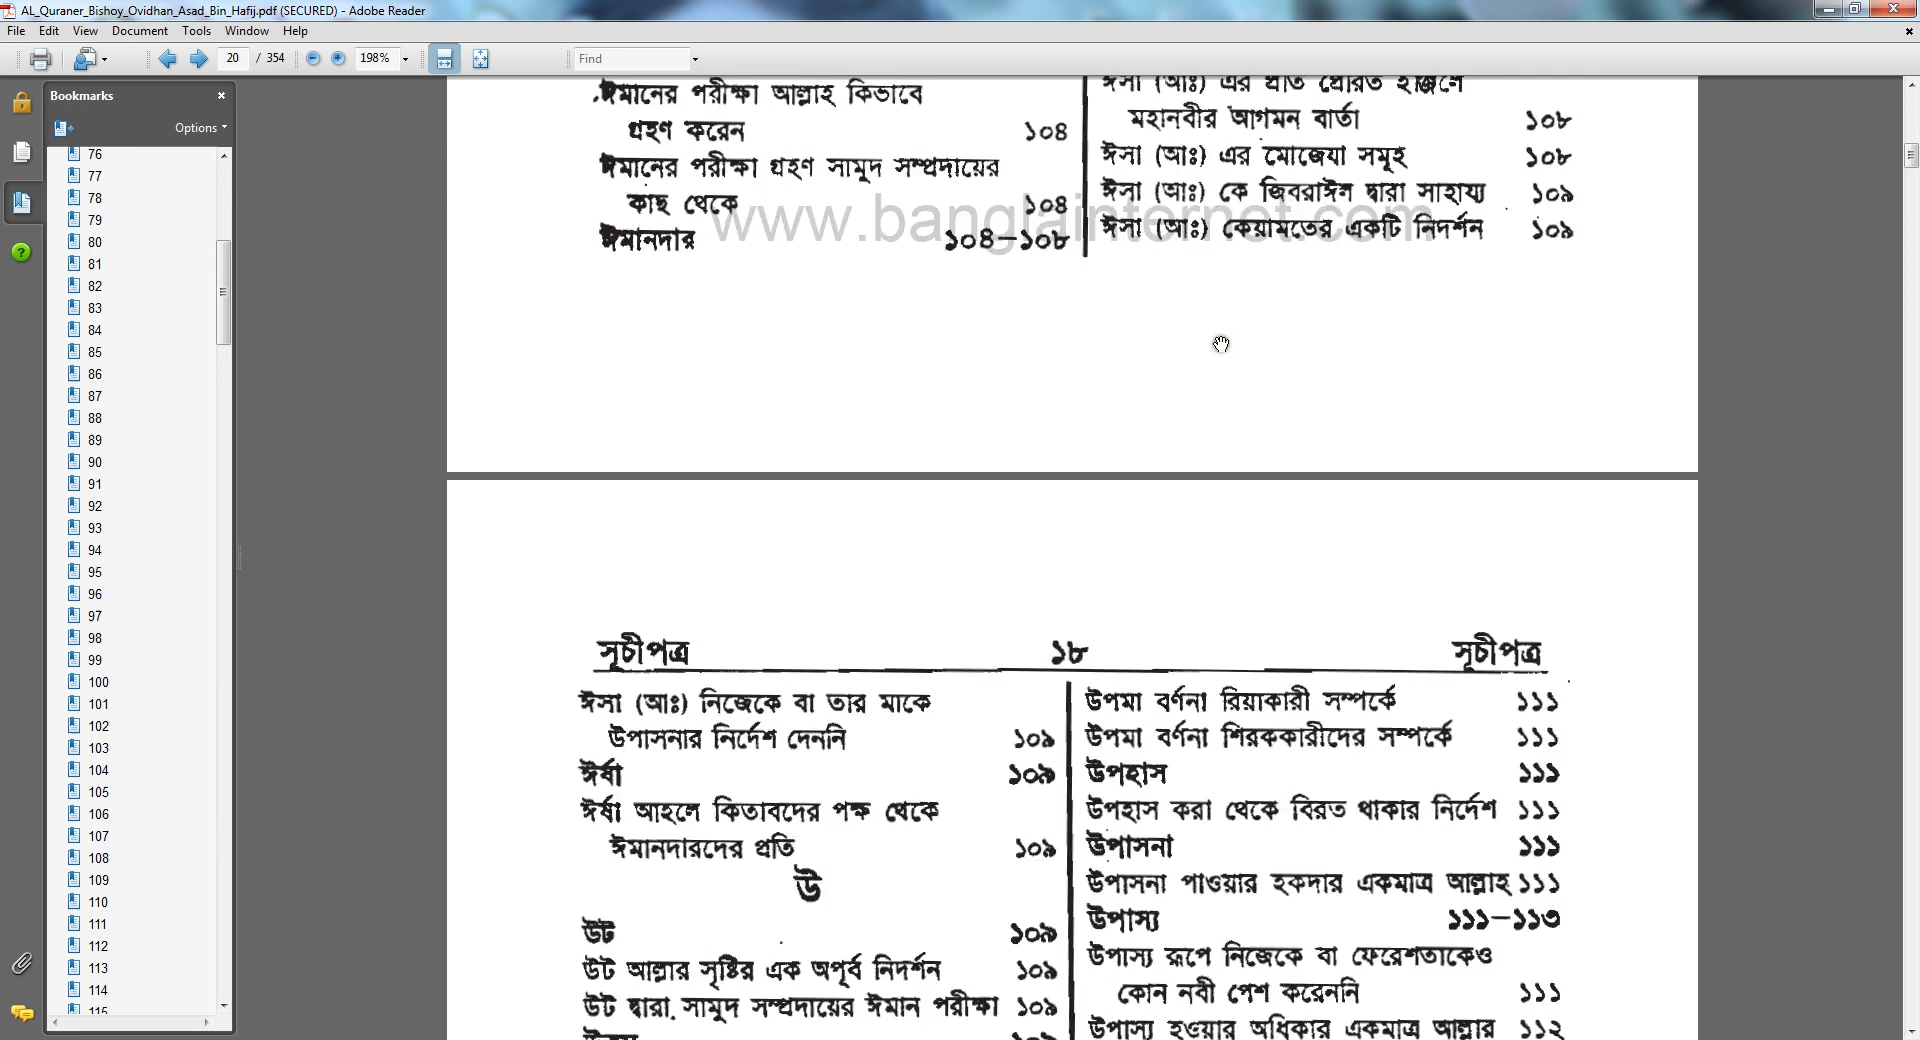 AL_Quraner_Bishoy_Ovidhan_Asad_Bin_Hafij.pdf (SECURED) - Adobe Reader
File Edit View Document Tools Window Help
20 / 354 198% Find
Bookmarks
Options
76
77
78
79
80
81
82
83
84
85
86
87
88
89
90
91
92
93
94
95
96
97
98
99
100
101
102
103
104
105
106
107
108
109
110
111
112
113
114
115
ঈমানের পরীক্ষা আল্লাহ কিভাবে
গ্রহণ করেন ১০৪
ঈমানের পরীক্ষা গ্রহণ সামুদ সম্প্রদায়ের
কাছ থেকে ১০৪
ঈমানদার ১০৪–১০৮
ঈসা (আঃ) এর প্রতি প্রেরিত
মহানবীর আগমন বার্তা ১০৮
ঈসা (আঃ) এর মোজেযা সমূহ ১০৮
ঈসা (আঃ) কে জিবরাঈল দ্বারা সাহায্য ১০৯
ঈসা (আঃ) কেয়ামতের একটি নিদর্শন ১০৯
www.banglainternet.com
সূচীপত্র ১৮ সূচীপত্র
ঈসা (আঃ) নিজেকে বা তার মাকে
উপাসনার নির্দেশ দেননি ১০৯
ঈর্ষা ১০৯
ঈর্ষা আহলে কিতাবদের পক্ষ থেকে
ঈমানদারদের প্রতি ১০৯
উ
উট ১০৯
উট আল্লার সৃষ্টির এক অপূর্ব নিদর্শন ১০৯
উট দ্বারা সামুদ সম্প্রদায়ের ঈমান পরীক্ষা ১০৯
উপমা বর্ণনা রিয়াকারী সম্পর্কে ১১১
উপমা বর্ণনা শিরককারীদের সম্পর্কে ১১১
উপহাস ১১১
উপহাস করা থেকে বিরত থাকার নির্দেশ ১১১
উপাসনা ১১১
উপাসনা পাওয়ার হকদার একমাত্র আল্লাহ ১১১
উপাস্য ১১১–১১৩
উপাস্য রূপে নিজেকে বা ফেরেশতাকেও
কোন নবী পেশ করেননি ১১১
উপাস্য হওয়ার অধিকার একমাত্র আল্লার ১১২